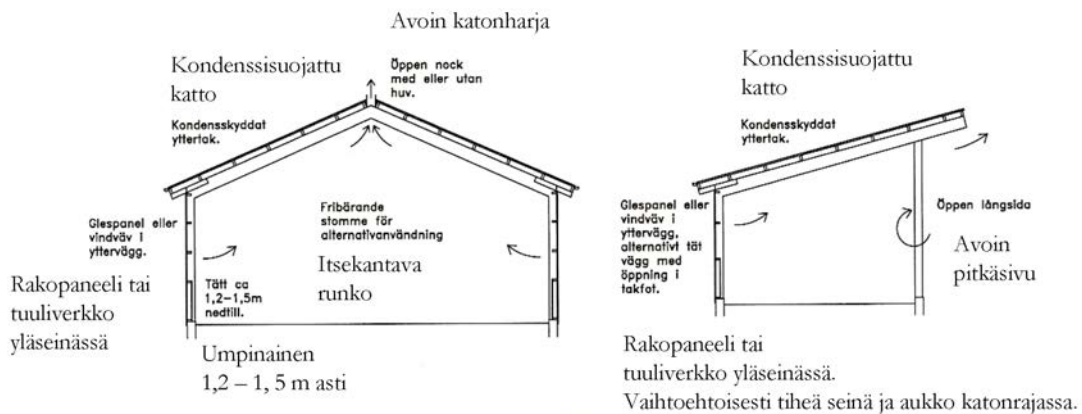 Avoin katonharja
Kondenssisuojattu
katto
Öppen nock
med eller utan
huv.
Kondensskyddat
yttertak.
Glespanel eller
vindväv i
yttervägg.
Fribärande
stomme för
alternativanvändning
Itsekantava
runko
Rakopaneeli tai
tuuliverkko
yläseinässä
Tätt ca
1,2–1,5m
nedtill.
Umpinainen
1,2 – 1, 5 m asti
Kondenssisuojattu
katto
Kondensskyddat
yttertak.
Glespanel eller
vindväv i
yttervägg,
alternativt tät
vägg med
öppning i
takfot.
Öppen långsida
Avoin
pitkäsivu
Rakopaneeli tai
tuuliverkko yläseinässä.
Vaihtoehtoisesti tiheä seinä ja aukko katonrajassa.